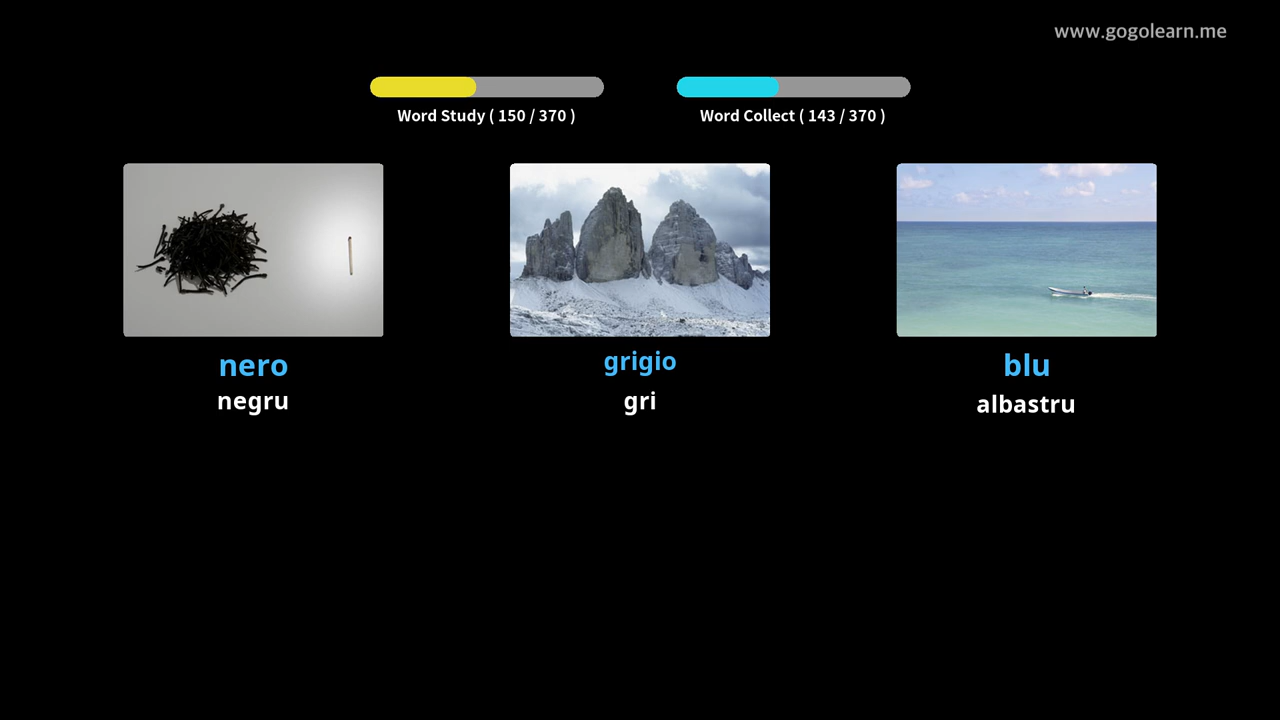 www.gogolearn.me
Word Study ( 150 / 370 )
Word Collect ( 143 / 370 )
nero
negru
grigio
gri
blu
albastru